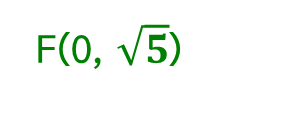 F(0, √5)